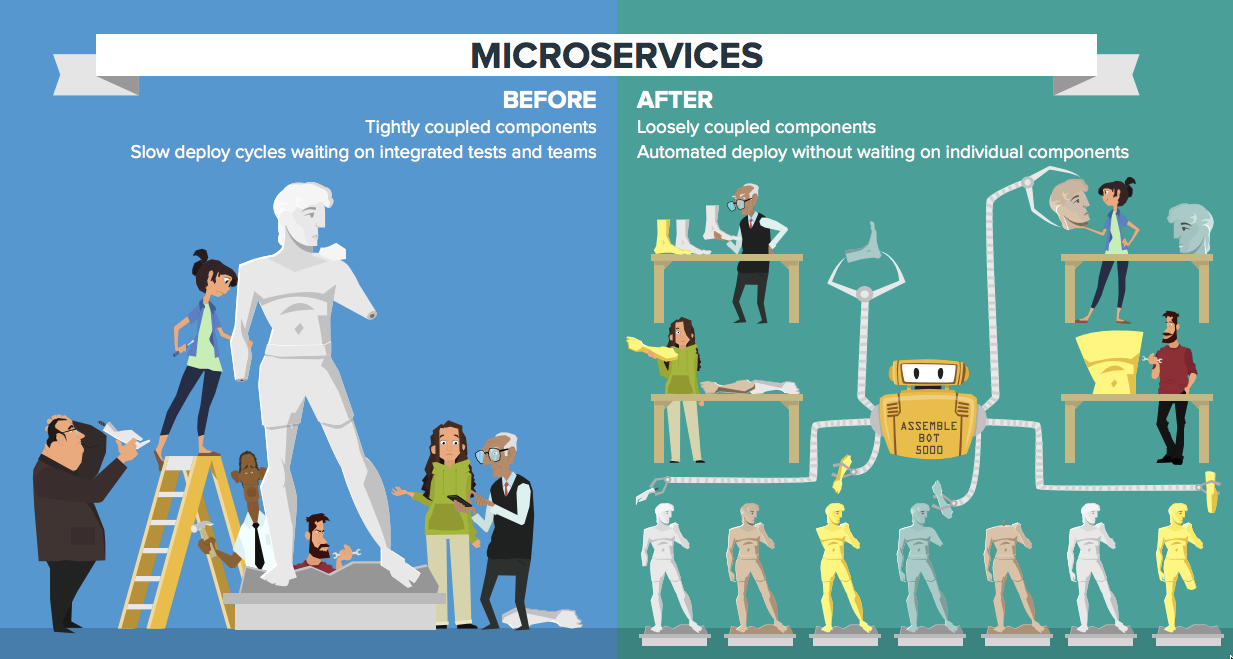 MICROSERVICES
BEFORE
Tightly coupled components
Slow deploy cycles waiting on integrated tests and teams
AFTER
Loosely coupled components
Automated deploy without waiting on individual components
ASSEMBLE
BOT
5000